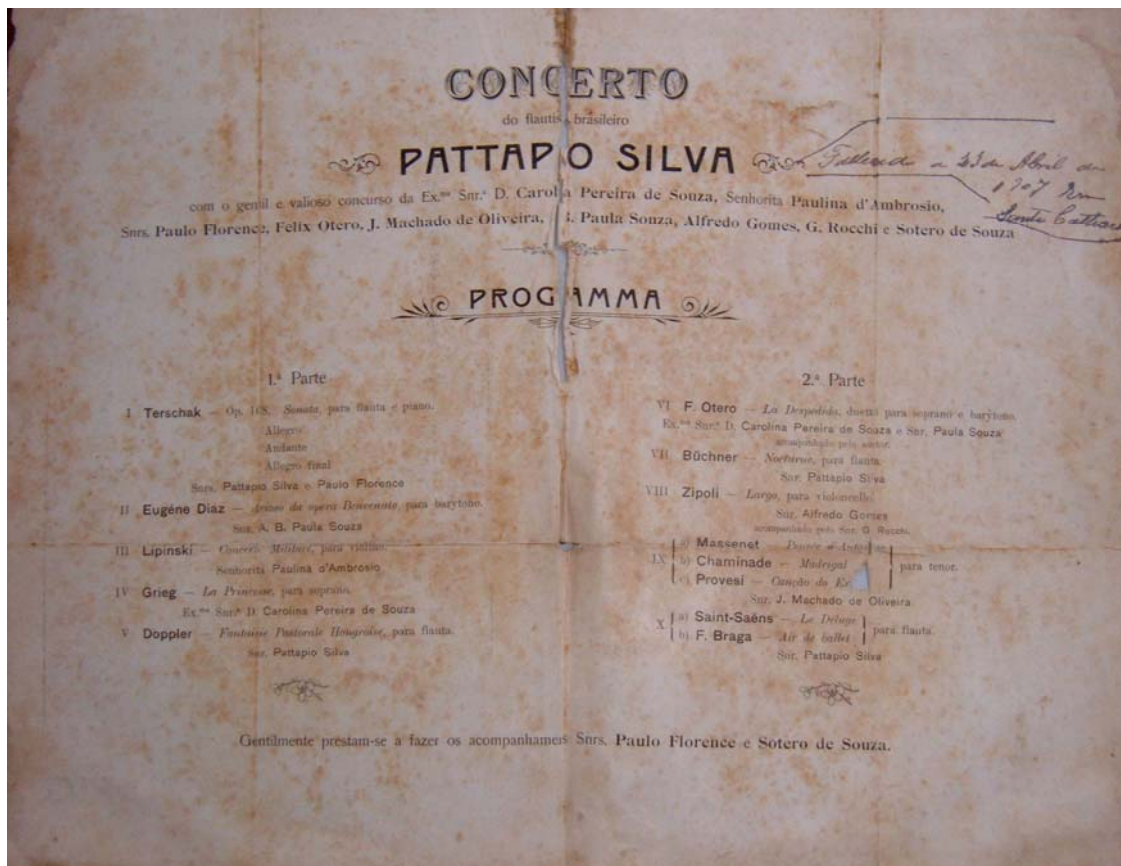 CONCERTO
do flautista brasileiro
PATTAPIO SILVA
Fallecido a 23 de Abril de
1907 em
Santa Catharina
com o gentil e valioso concurso da Ex.ma Snr.a D. Carolina Pereira de Souza, Senhorita Paulina d'Ambrosio,
Snrs. Paulo Florence, Felix Otero, J. Machado de Oliveira, B. Paula Souza, Alfredo Gomes, G. Rocchi e Sotero de Souza
PROGRAMMA
1.a Parte
I Terschak — Op. 168, Sonata, para flauta e piano.
Allegro
Andante
Allegro final
Snrs. Pattapio Silva e Paulo Florence
II Eugéne Diaz — Arioso da opera Benvenuto, para barytono.
Snr. A. B. Paula Souza
III Lipinski — Concerto Militare, para violino.
Senhorita Paulina d'Ambrosio
IV Grieg — La Princesse, para soprano.
Ex.ma Snr.a D. Carolina Pereira de Souza
V Doppler — Fantaisie Pastorale Hongroise, para flauta.
Snr. Pattapio Silva
2.a Parte
VI F. Otero — La Despedida, duetto para soprano e barytono.
Ex.ma Snr.a D. Carolina Pereira de Souza e Snr. Paula Souza
acompanhado pelo auctor.
VII Büchner — Nocturne, para flauta.
Snr. Pattapio Silva
VIII Zipoli — Largo, para violoncello.
Snr. Alfredo Gomes
acompanhado pelo Snr. G. Rocchi.
IX a) Massenet — Pensée d'Automne
b) Chaminade — Madrigal para tenor.
c) Provesi — Canção do
Snr. J. Machado de Oliveira
X a) Saint-Saëns — Le Deluge
b) F. Braga — Air de ballet para flauta.
Snr. Pattapio Silva
Gentilmente prestam-se a fazer os Snrs. Paulo Florence e Sotero de Souza.